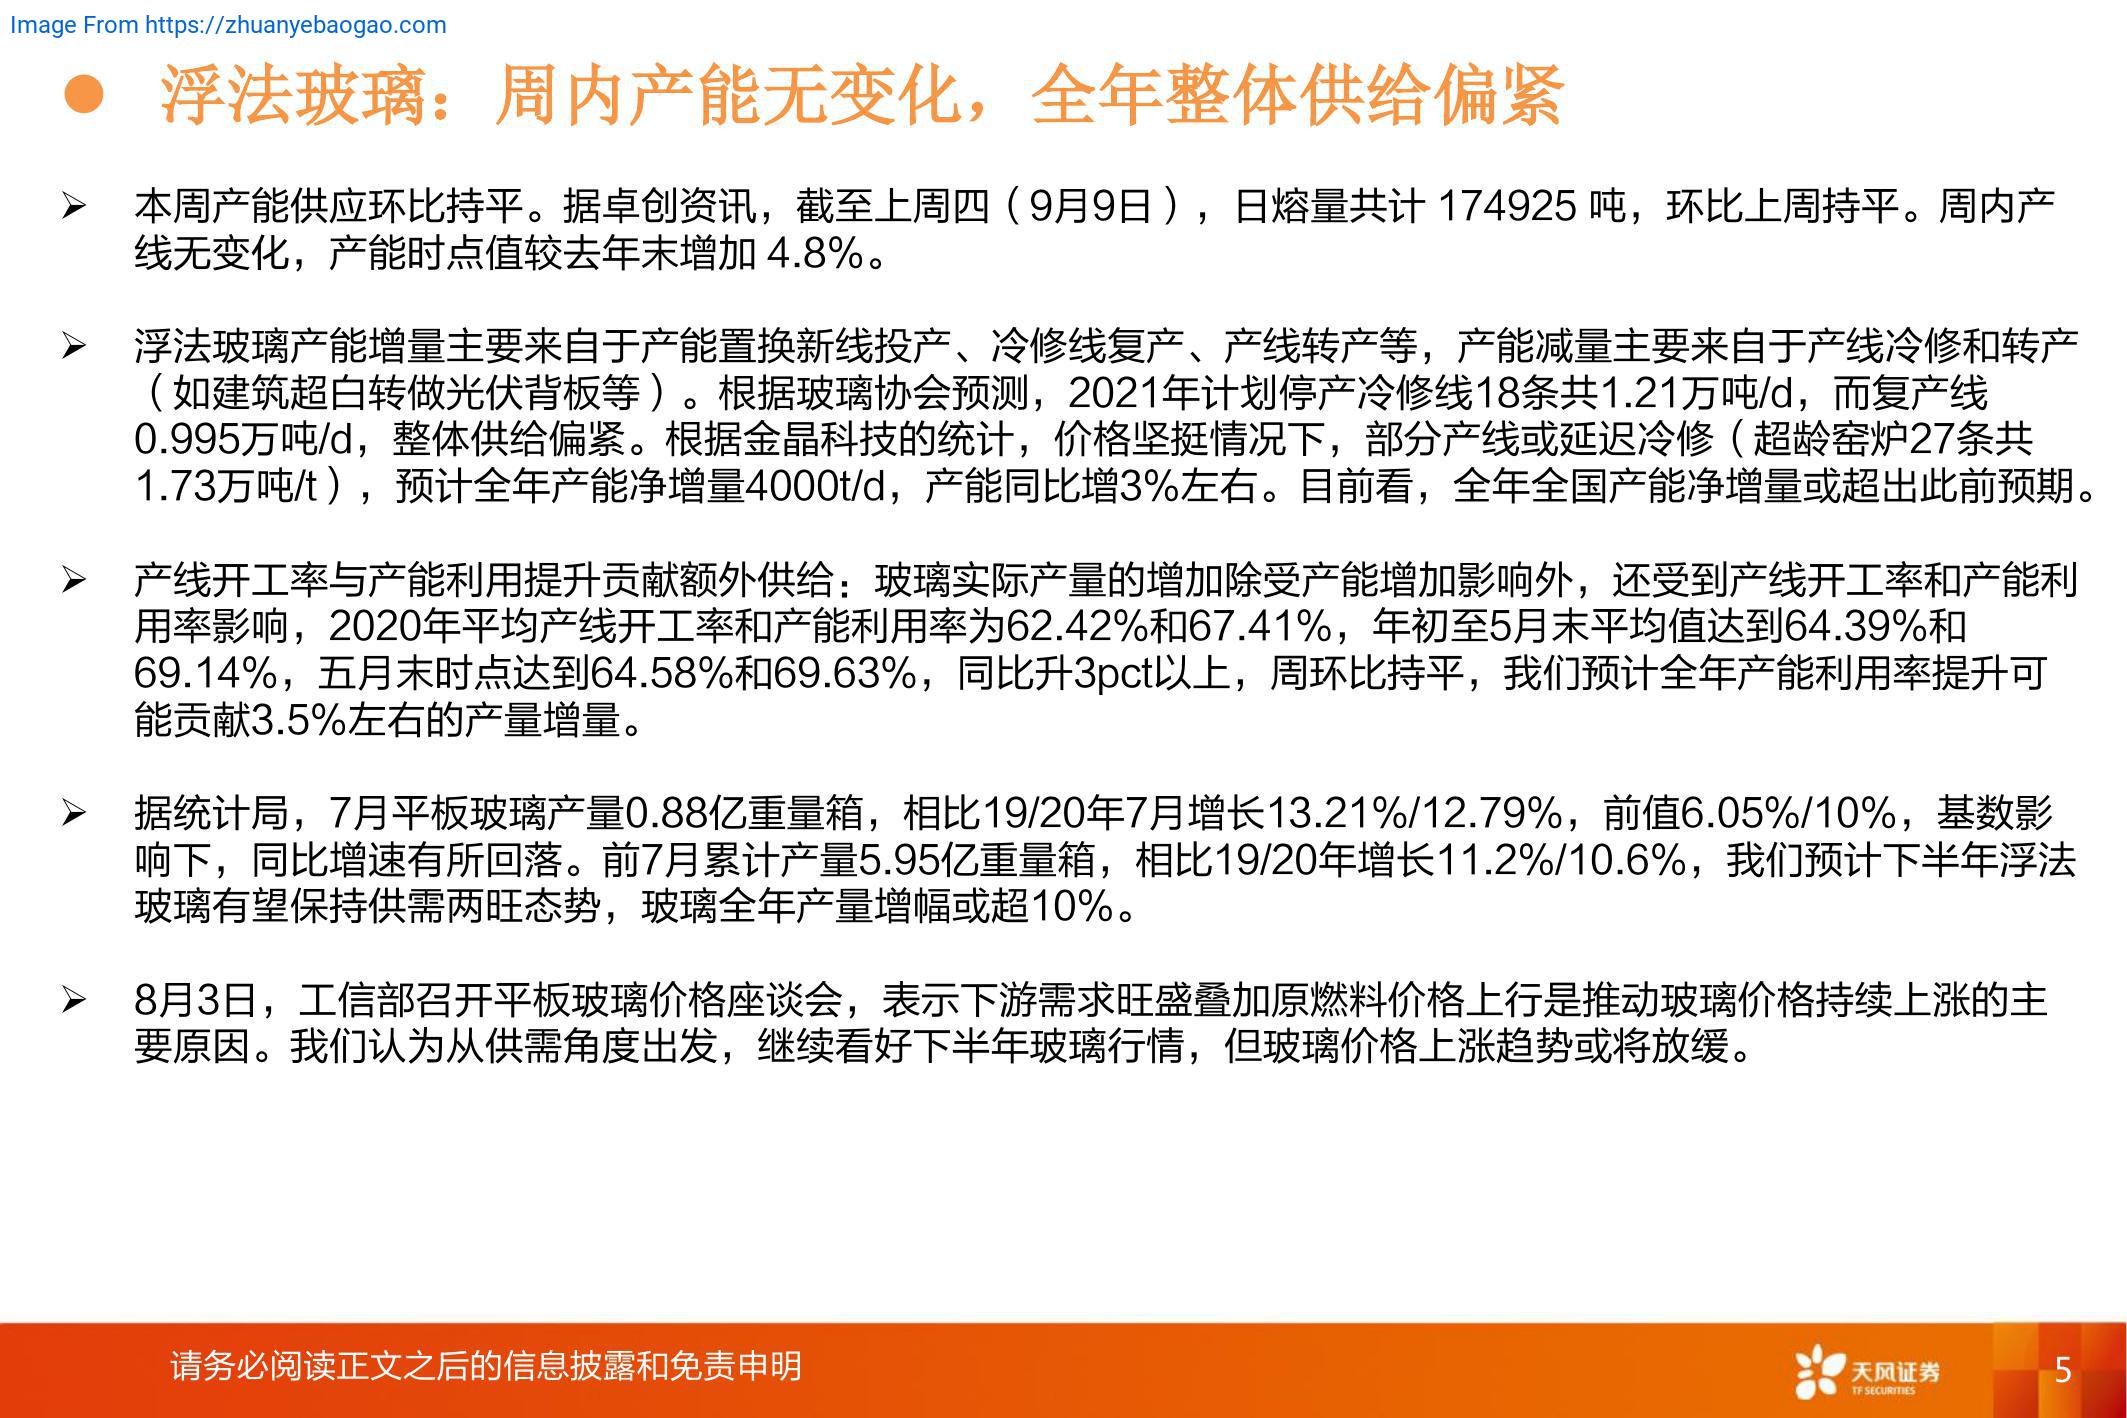 Image From https://zhuanyebaogao.com
● 浮法玻璃：周内产能无变化，全年整体供给偏紧
➢ 本周产能供应环比持平。据卓创资讯，截至上周四（9月9日），日熔量共计 174925 吨，环比上周持平。周内产
线无变化，产能时点值较去年末增加 4.8%。
➢ 浮法玻璃产能增量主要来自于产能置换新线投产、冷修线复产、产线转产等，产能减量主要来自于产线冷修和转产
（如建筑超白转做光伏背板等）。根据玻璃协会预测，2021年计划停产冷修线18条共1.21万吨/d，而复产线
0.995万吨/d，整体供给偏紧。根据金晶科技的统计，价格坚挺情况下，部分产线或延迟冷修（超龄窑炉27条共
1.73万吨/t），预计全年产能净增量4000t/d，产能同比增3%左右。目前看，全年全国产能净增量或超出此前预期。
➢ 产线开工率与产能利用提升贡献额外供给：玻璃实际产量的增加除受产能增加影响外，还受到产线开工率和产能利
用率影响，2020年平均产线开工率和产能利用率为62.42%和67.41%，年初至5月末平均值达到64.39%和
69.14%，五月末时点达到64.58%和69.63%，同比升3pct以上，周环比持平，我们预计全年产能利用率提升可
能贡献3.5%左右的产量增量。
➢ 据统计局，7月平板玻璃产量0.88亿重量箱，相比19/20年7月增长13.21%/12.79%，前值6.05%/10%，基数影
响下，同比增速有所回落。前7月累计产量5.95亿重量箱，相比19/20年增长11.2%/10.6%，我们预计下半年浮法
玻璃有望保持供需两旺态势，玻璃全年产量增幅或超10%。
➢ 8月3日，工信部召开平板玻璃价格座谈会，表示下游需求旺盛叠加原燃料价格上行是推动玻璃价格持续上涨的主
要原因。我们认为从供需角度出发，继续看好下半年玻璃行情，但玻璃价格上涨趋势或将放缓。
请务必阅读正文之后的信息披露和免责申明
天风证券
TF SECURITIES
5